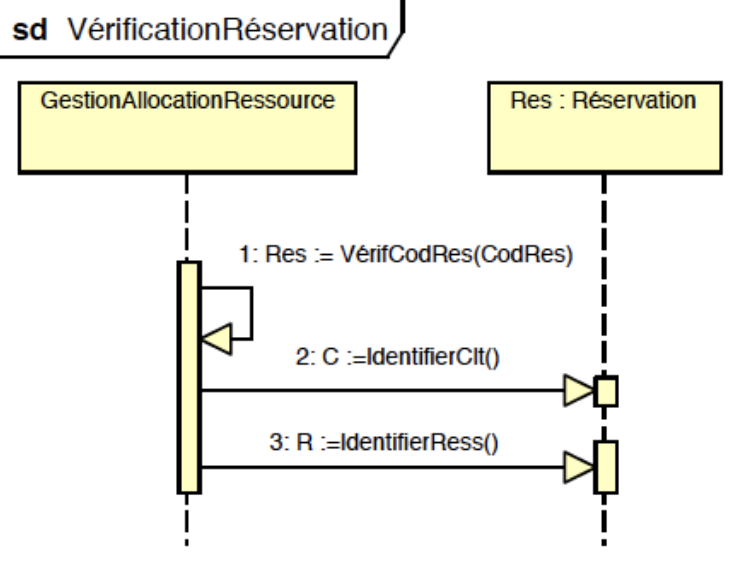 sd VérificationRéservation
GestionAllocationRessource
Res : Réservation
1: Res := VérifCodRes(CodRes)
2: C :=IdentifierClt()
3: R :=IdentifierRess()